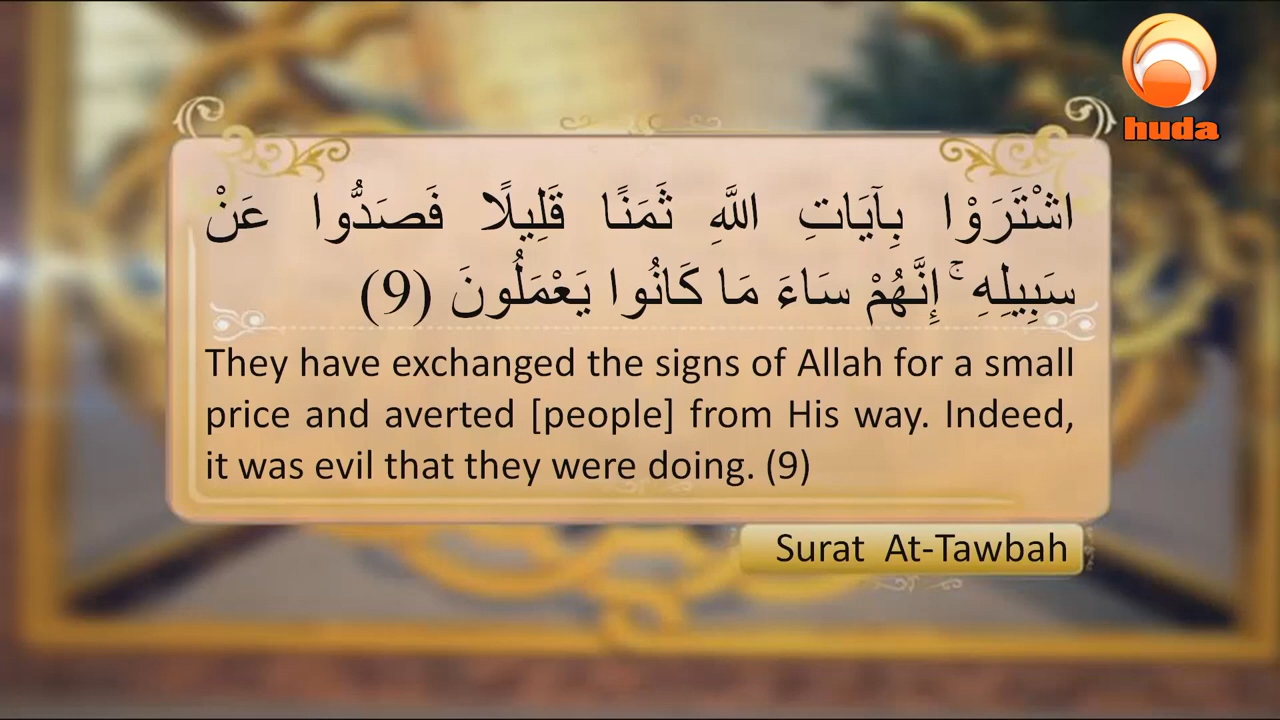 huda
اشْتَرَوْا بِآيَاتِ اللَّهِ ثَمَنًا قَلِيلًا فَصَدُّوا عَنْ
سَبِيلِهِ ۚ إِنَّهُمْ سَاءَ مَا كَانُوا يَعْمَلُونَ (9)
They have exchanged the signs of Allah for a small
price and averted [people] from His way. Indeed,
it was evil that they were doing. (9)
Surat At-Tawbah